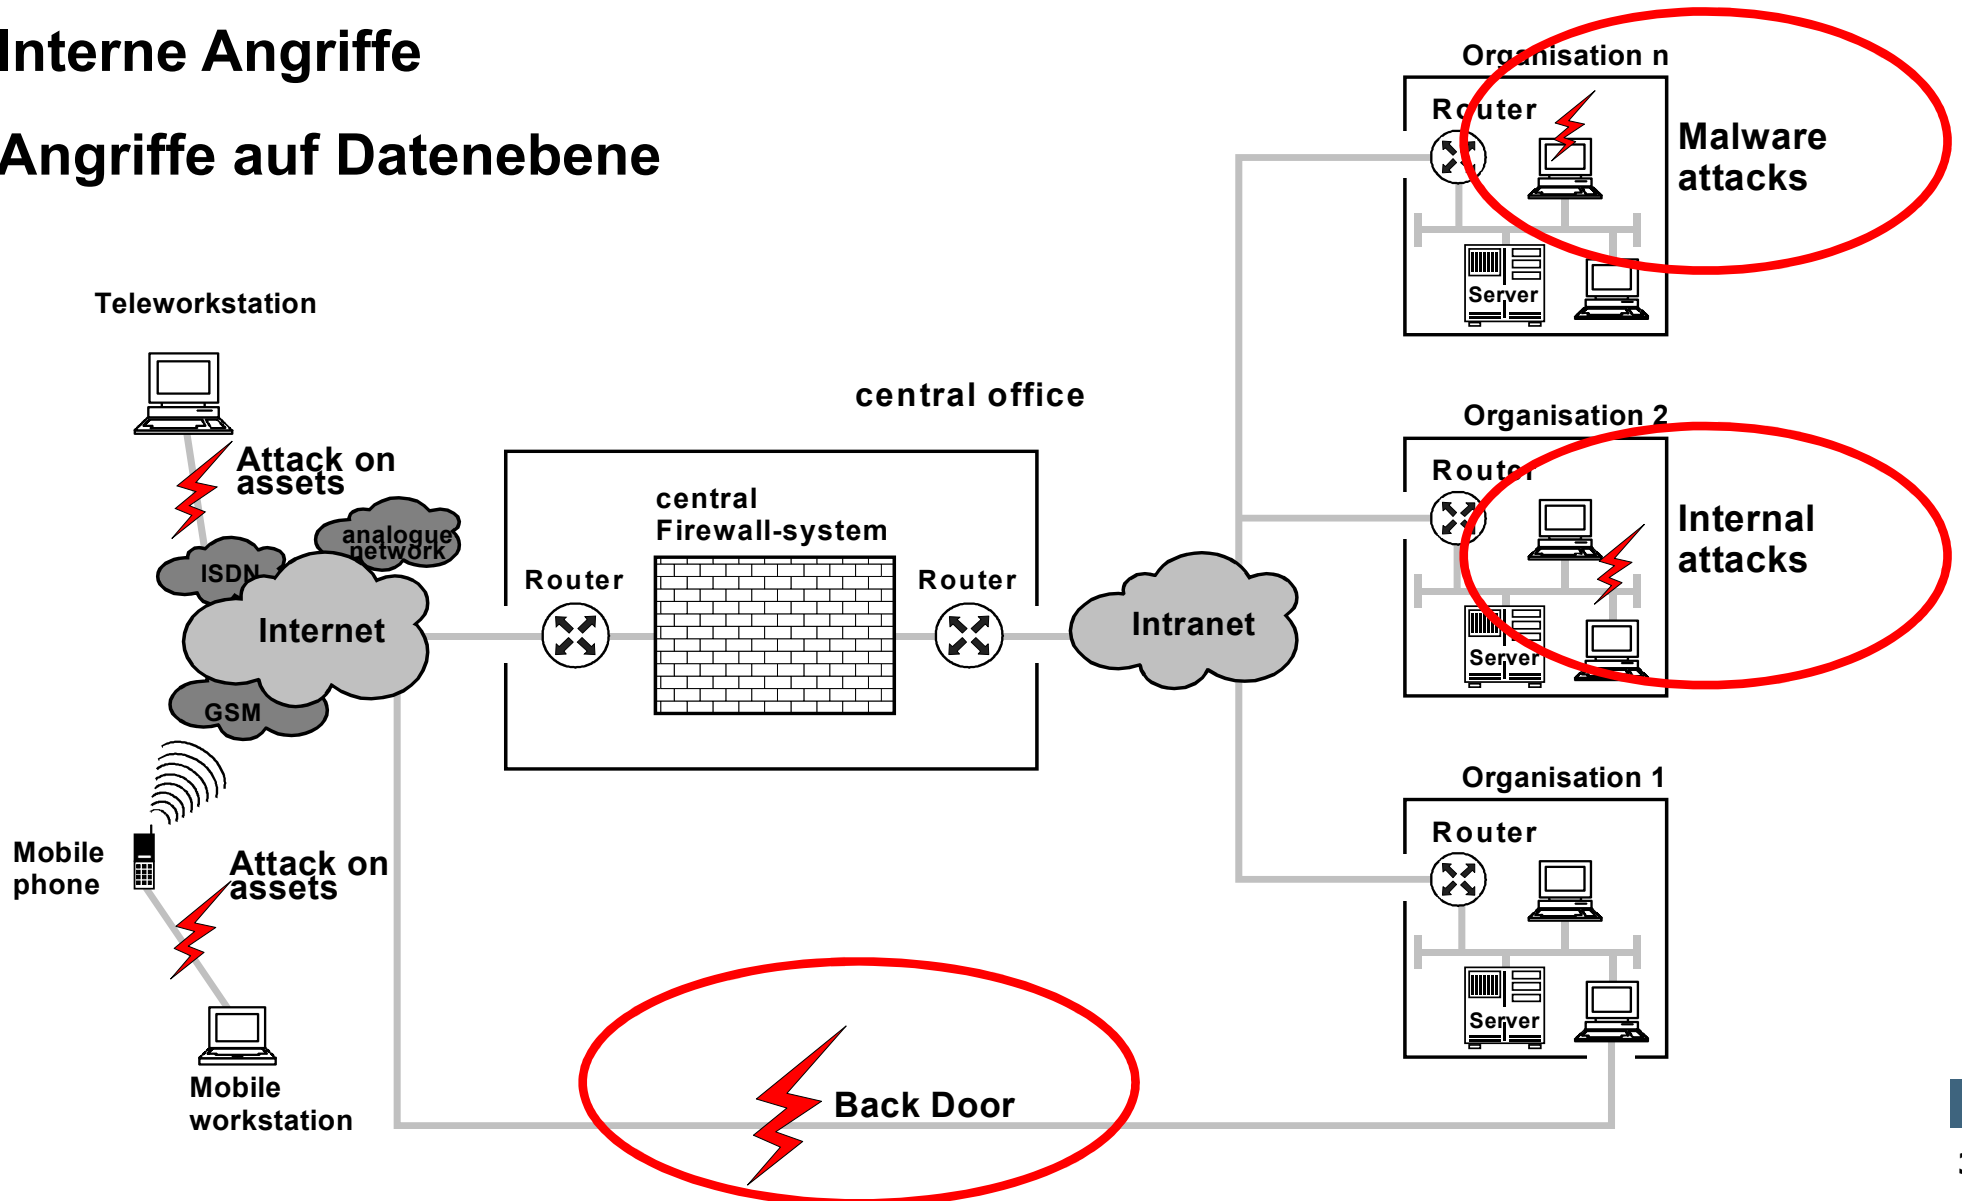 Interne Angriffe
Angriffe auf Datenebene
Organisation n
Router
Malware
attacks
Server
Teleworkstation
central office
Attack on
assets
analogue
network
ISDN
Internet
GSM
Router
central
Firewall-system
Router
Intranet
Organisation 2
Router
Internal
attacks
Server
Organisation 1
Router
Server
Mobile
phone
Attack on
assets
Mobile
workstation
Back Door